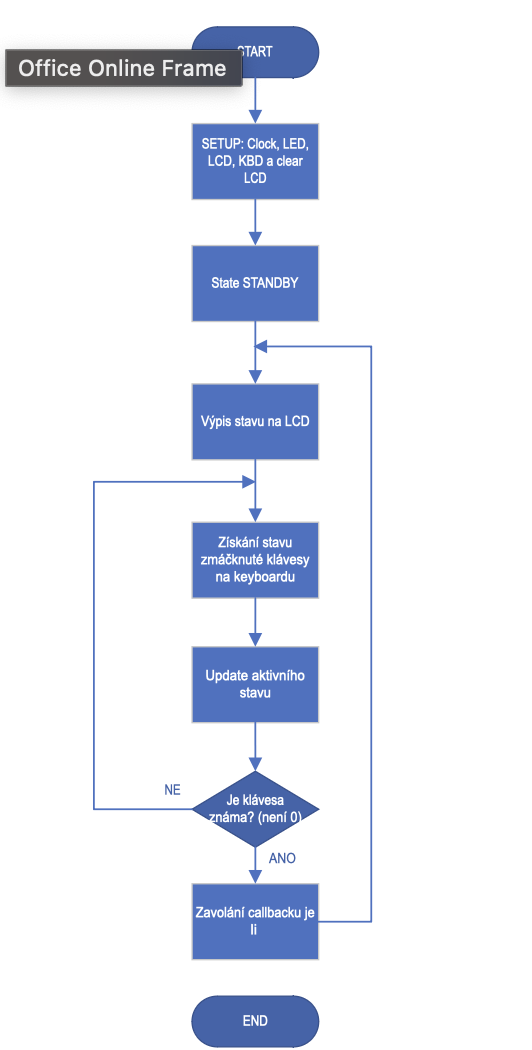 START
Office Online Frame
SETUP: Clock, LED,
LCD, KBD a clear
LCD
State STANDBY
Výpis stavu na LCD
Získání stavu
zmáčknuté klávesy
na keyboardu
Update aktivního
stavu
NE
Je klávesa
známa? (není 0)
ANO
Zavolání callbacku je
li
END